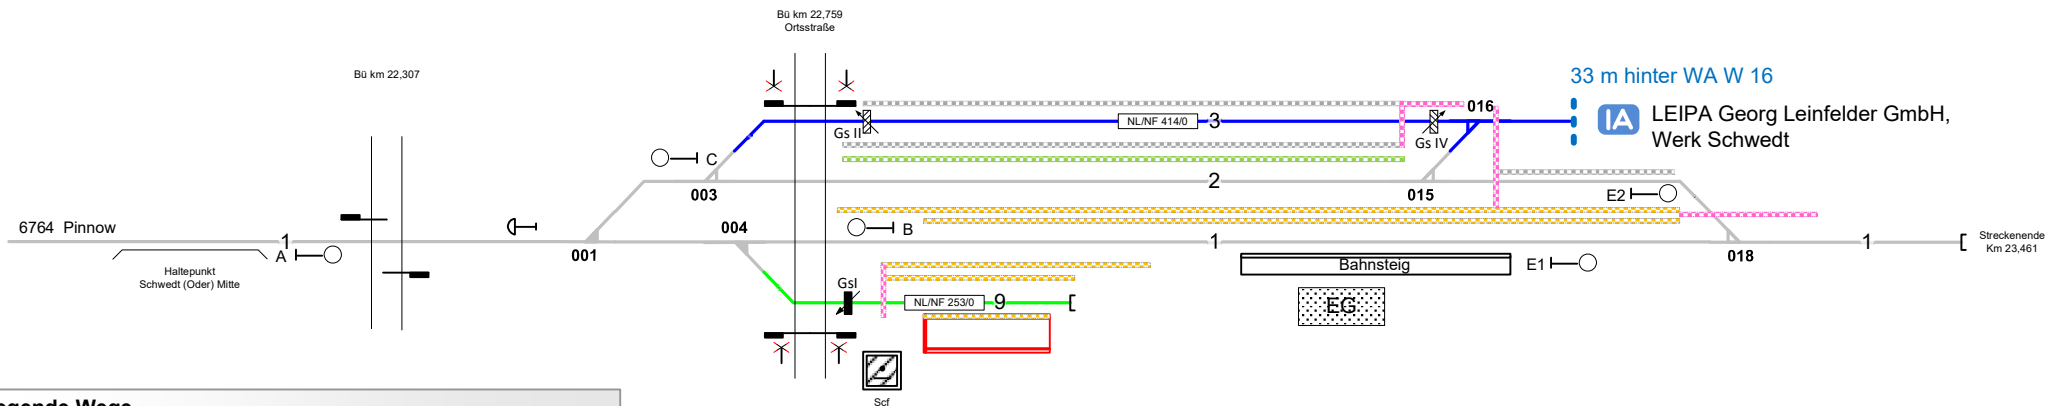 Bü km 22,759
Ortsstraße
Bü km 22,307
33 m hinter WA W 16
016
NL/NF 414/0
3
IA
LEIPA Georg Leinfelder GmbH,
Werk Schwedt
Gs II
Gs IV
C
003
2
015
E2
6764 Pinnow
004
B
1
A
001
1
1
Streckenende
Km 23,461
Haltepunkt
Schwedt (Oder) Mitte
Bahnsteig
E1
018
GsI
NL/NF 253/0
9
EG
Scf